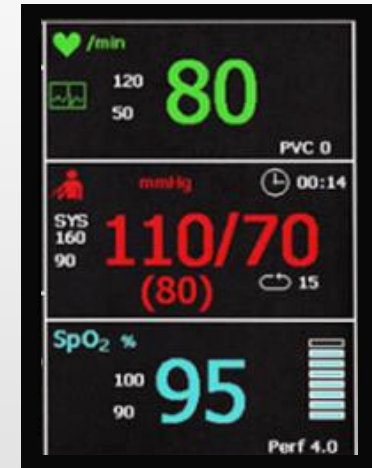 /min
120
50
80
PVC 0
mmHg
00:14
SYS
160
90
110/70
(80)
15
SpO₂ %
100
90
95
Perf 4.0